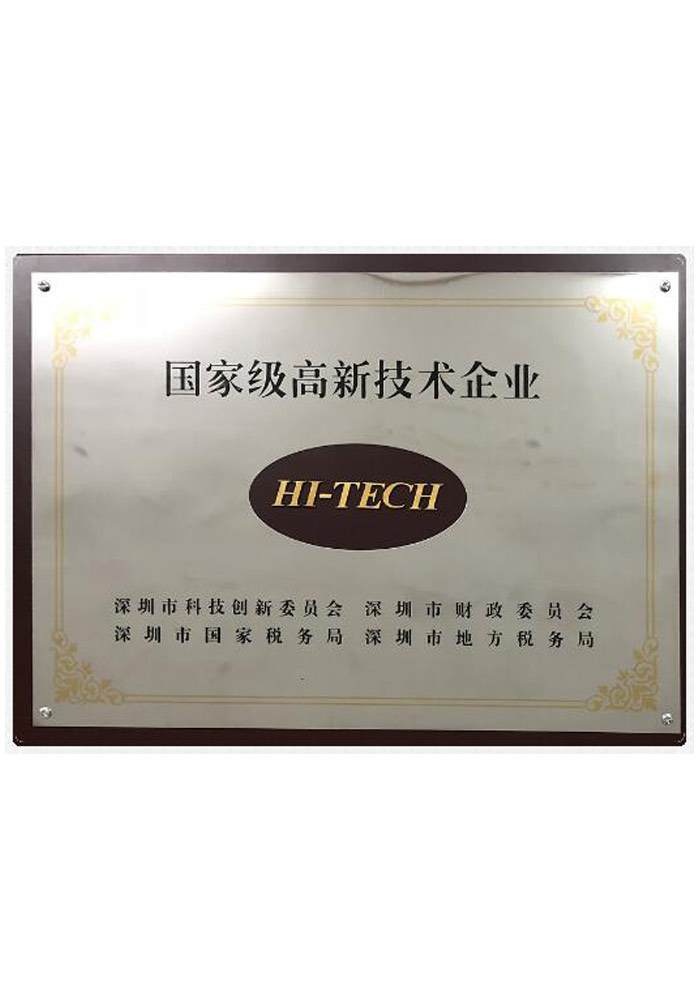 国家级高新技术企业
HI-TECH
深圳市科技创新委员会 深圳市财政委员会
深圳市国家税务局 深圳市地方税务局